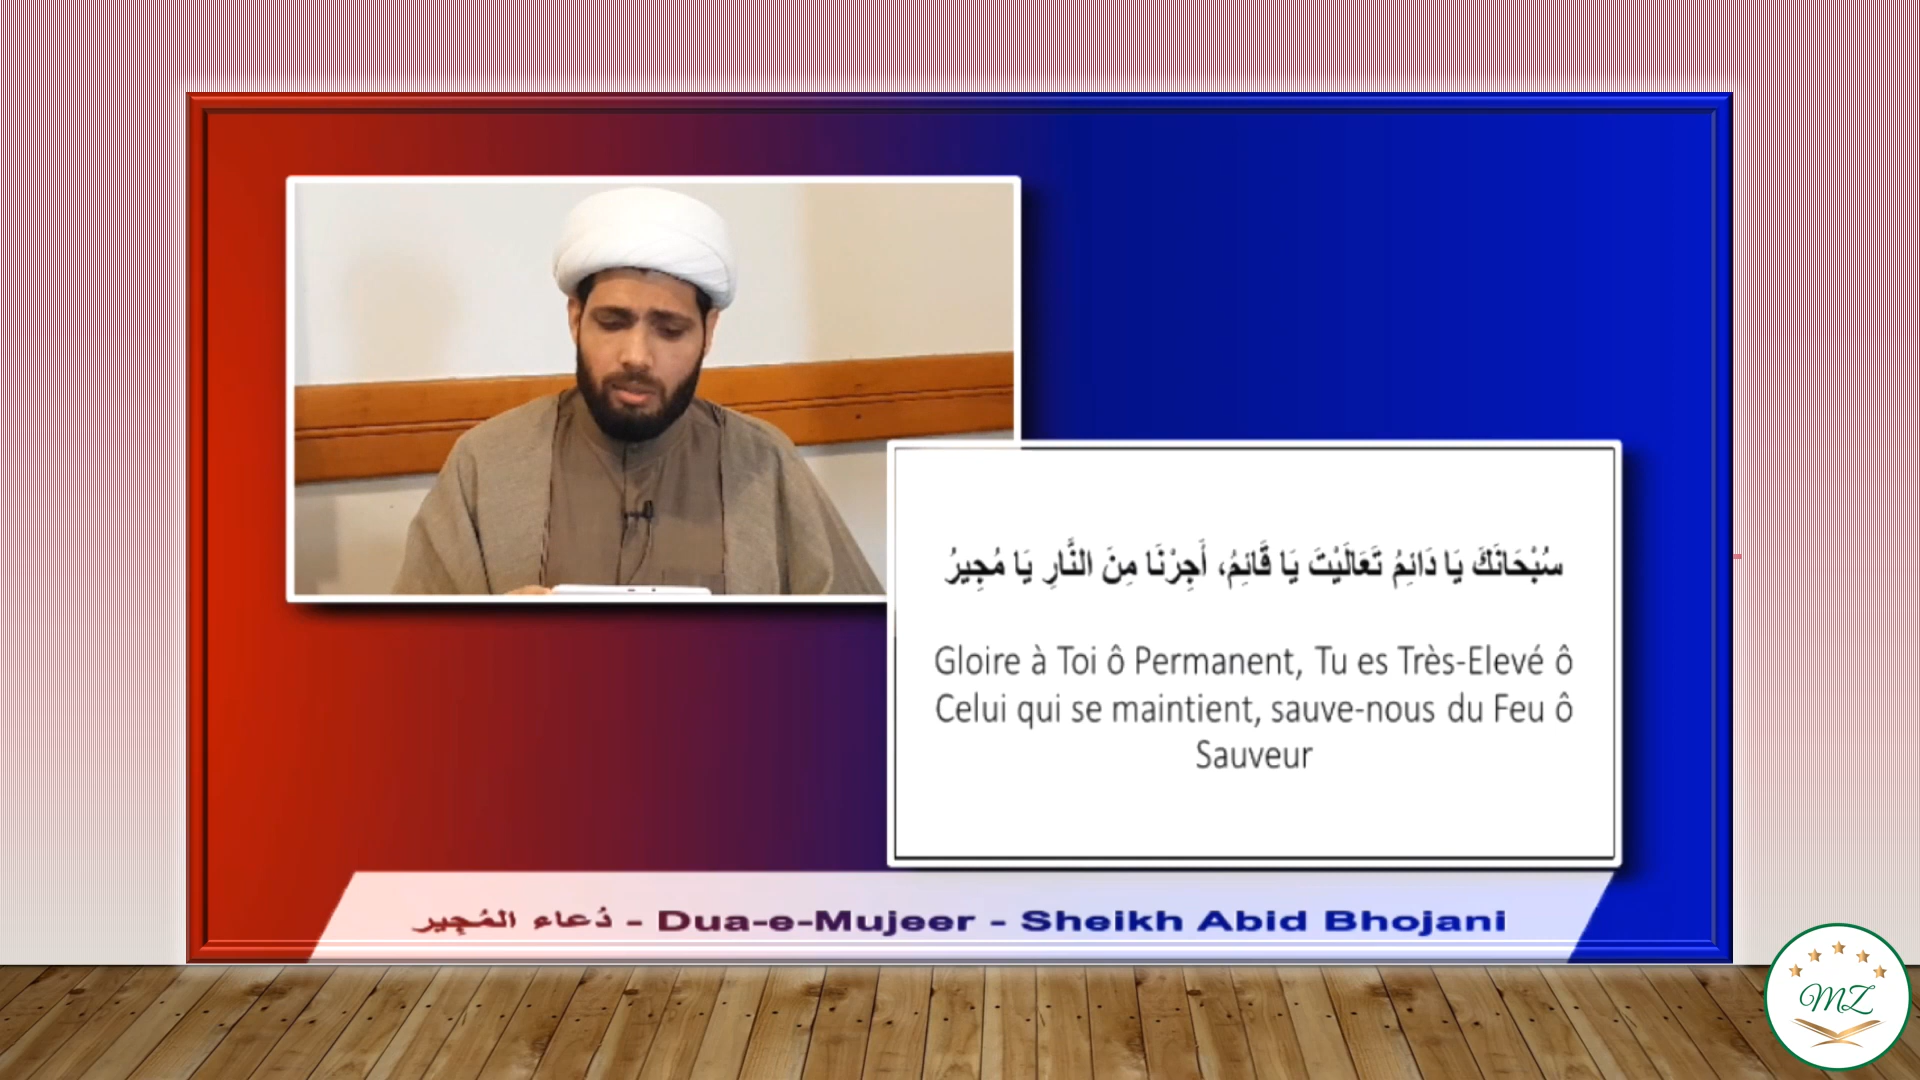 سُبْحَانَكَ يَا دَائِمُ تَعَالَيْتَ يَا قَائِمُ، أَجِرْنَا مِنَ النَّارِ يَا مُجِيرُ
Gloire à Toi ô Permanent, Tu es Très-Elevé ô
Celui qui se maintient, sauve-nous du Feu ô
Sauveur
دُعاء المُجِير - Dua-e-Mujeer - Sheikh Abid Bhojani
MZ